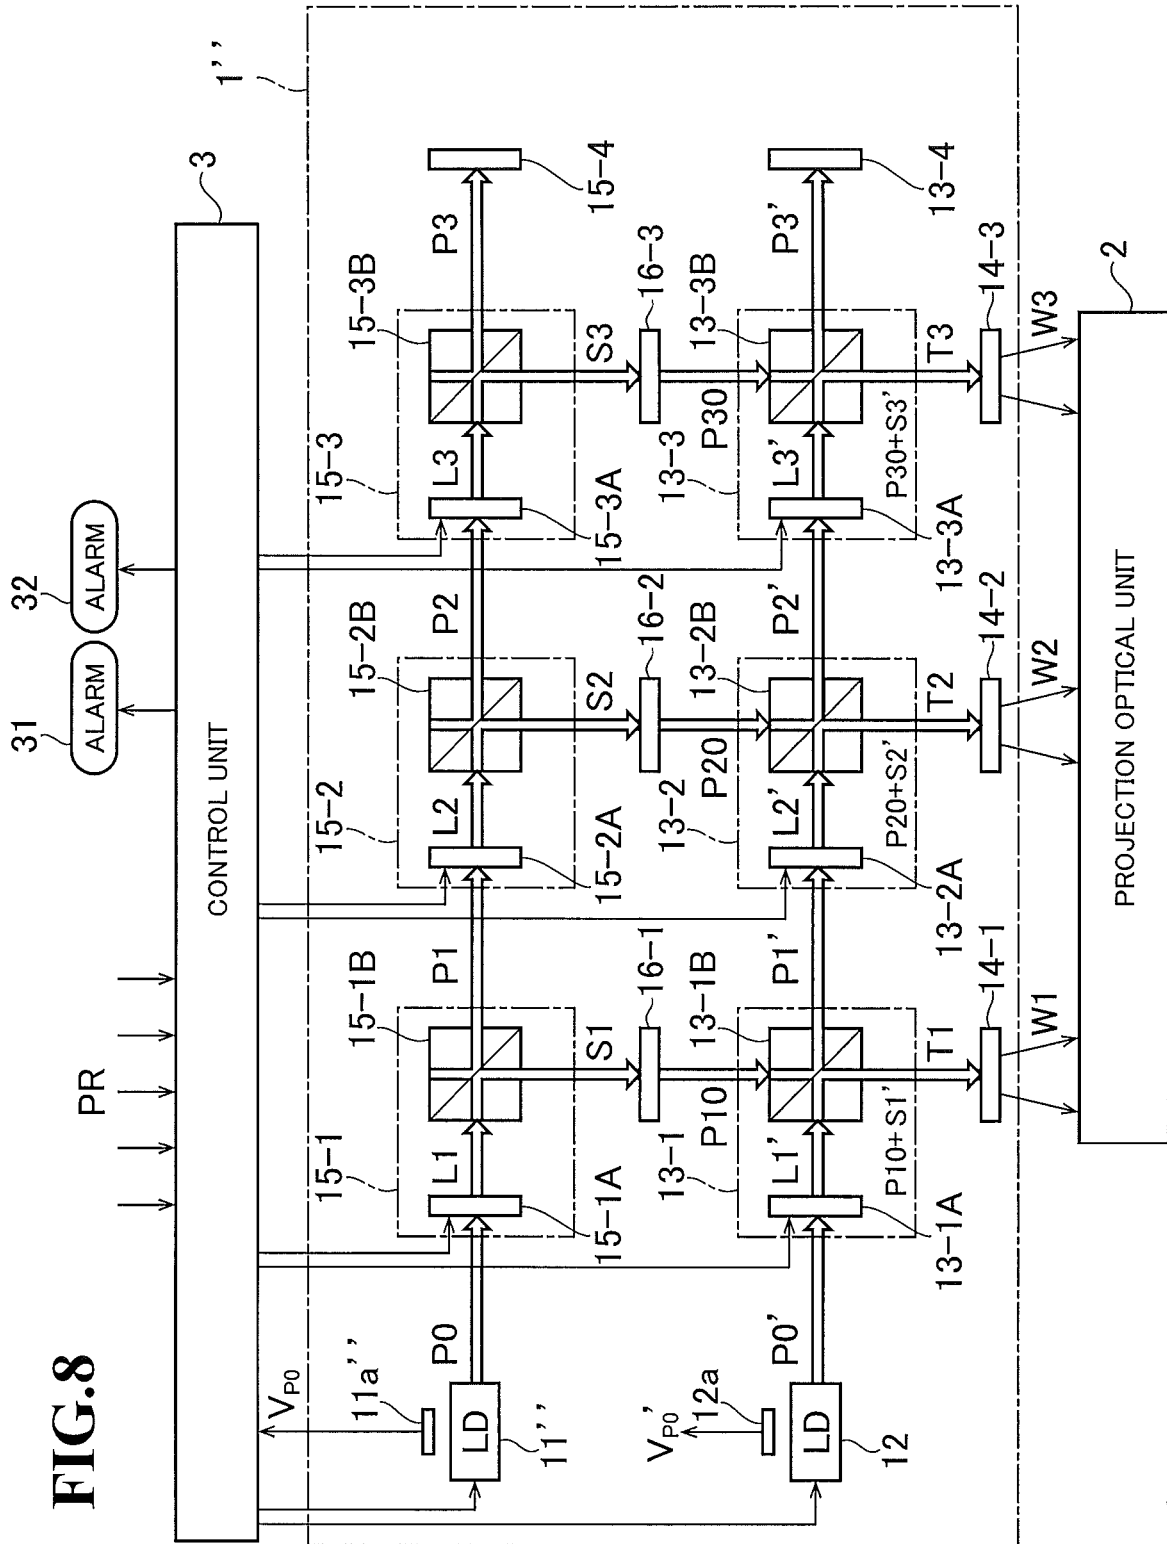 FIG.8
PR
31
ALARM
32
ALARM
3
CONTROL UNIT
1''
V_P0
11a''
LD
11''
P0
15-1
L1
15-1A
15-1B
P1
15-2
L2
15-2A
15-2B
P2
15-3
L3
15-3A
15-3B
P3
15-4
S1
16-1
S2
16-2
S3
16-3
V_P0'
12a
LD
12
P0'
13-1
P10
13-1B
L1'
13-1A
P10+S1'
P1'
13-2
P20
13-2B
L2'
13-2A
P20+S2'
P2'
13-3
P30
13-3B
L3'
13-3A
P30+S3'
P3'
13-4
T1
14-1
T2
14-2
T3
14-3
W1
W2
W3
2
PROJECTION OPTICAL UNIT